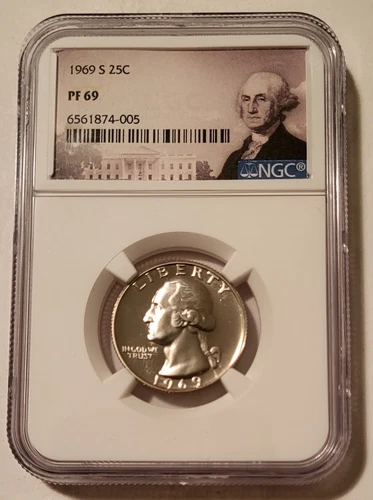 1969 S 25C
PF 69
6561874-005
NGC®
LIBERTY
IN GOD WE
TRUST
1969